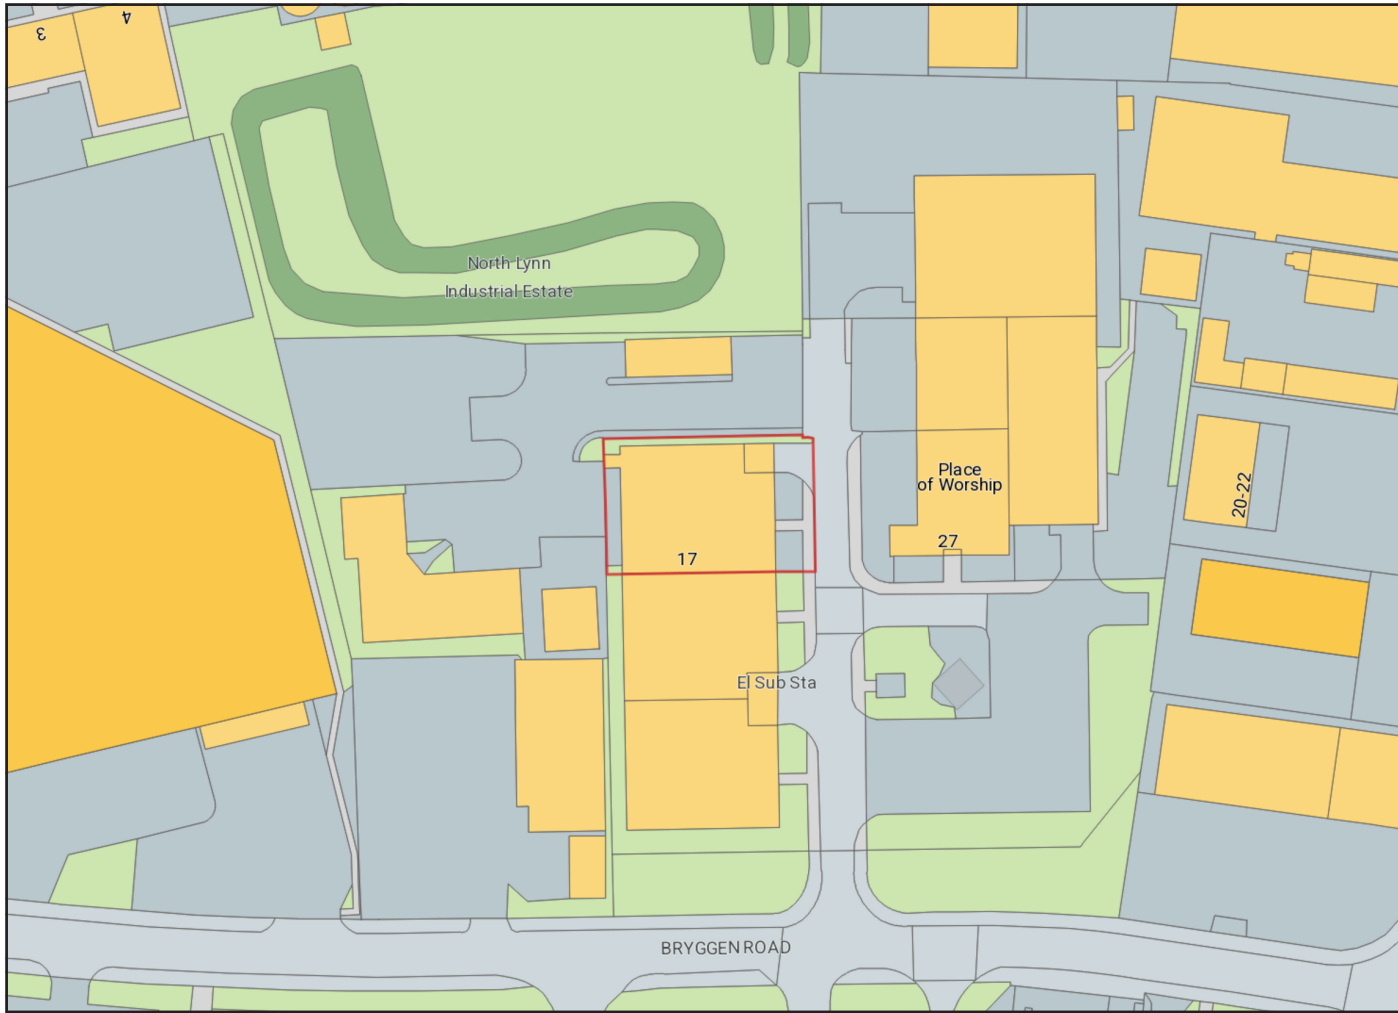 4
3
North Lynn
Industrial Estate
Place
of Worship
20-22
27
17
El Sub Sta
BRYGGEN ROAD